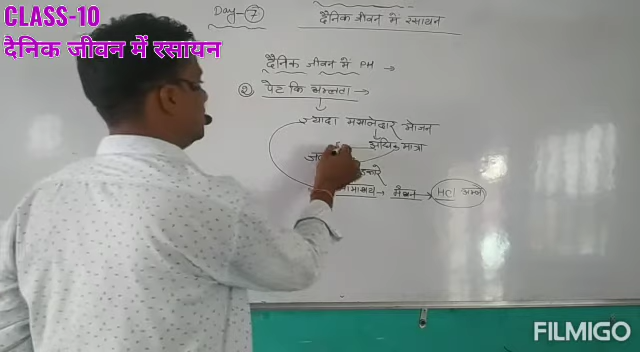 CLASS-10
दैनिक जीवन में रसायन
Day-7 दैनिक जीवन में रसायन
दैनिक जीवन में PH →
② पेट कि अम्लता →
ज्यादा मसालेदार भोजन
अधिक मात्रा
→ HCl अम्ल
FILMIGO